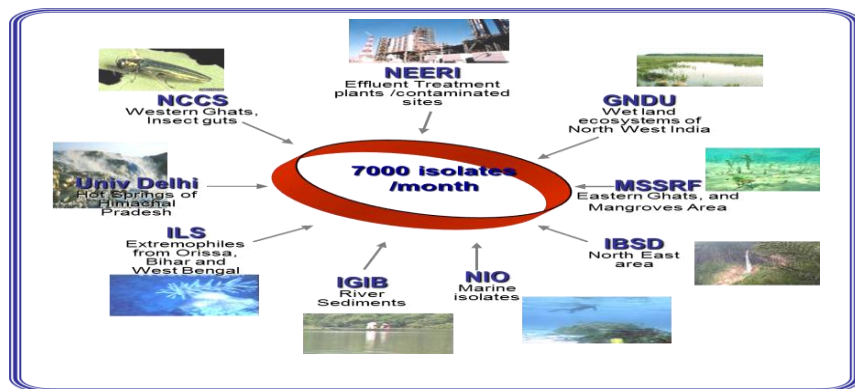 NEERI
Effluent Treatment
plants /contaminated
sites
NCCS
Western Ghats,
Insect guts
GNDU
Wet land
ecosystems of
North West India
7000 isolates
/month
Univ Delhi
Hot Springs of
Himachal
Pradesh
MSSRF
Eastern Ghats, and
Mangroves Area
ILS
Extremophiles
from Orissa,
Bihar and
West Bengal
IBSD
North East
area
IGIB
River
Sediments
NIO
Marine
isolates